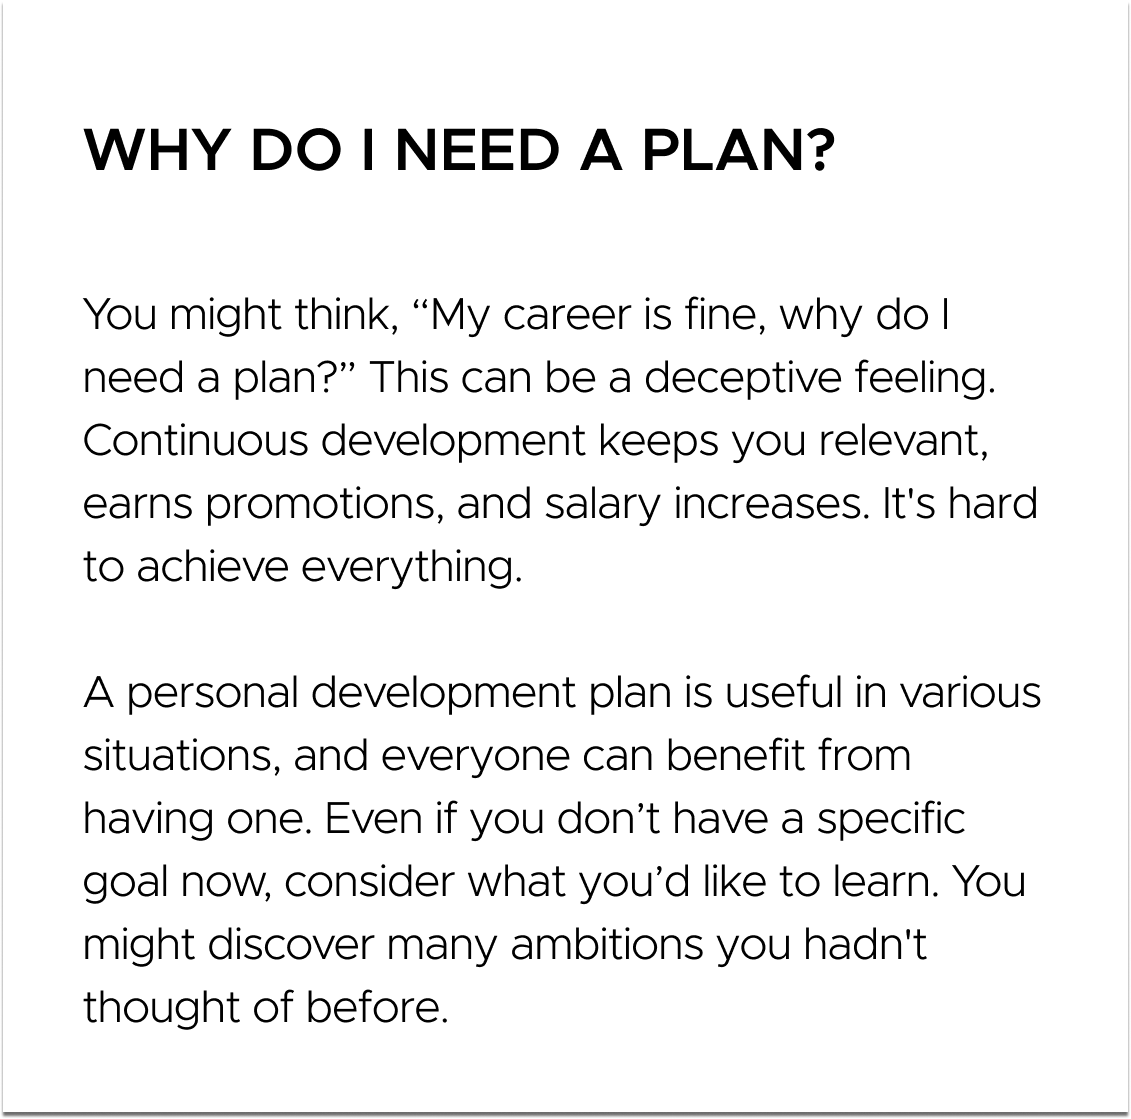 WHY DO I NEED A PLAN?
You might think, “My career is fine, why do I
need a plan?” This can be a deceptive feeling.
Continuous development keeps you relevant,
earns promotions, and salary increases. It's hard
to achieve everything.
A personal development plan is useful in various
situations, and everyone can benefit from
having one. Even if you don’t have a specific
goal now, consider what you’d like to learn. You
might discover many ambitions you hadn't
thought of before.